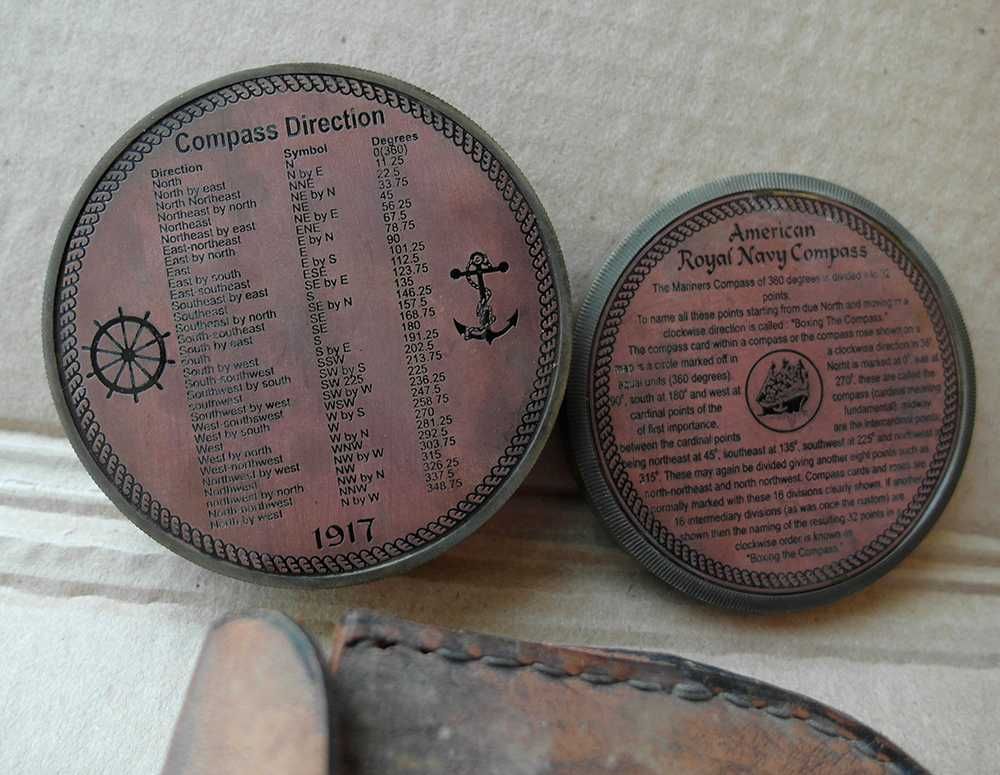 Compass Direction
Direction
North
North by east
North Northeast
Northeast by north
Northeast
Northeast by east
East-northeast
East by north
East
East by south
East-southeast
Southeast by east
Southeast
Southeast by north
South-southeast
South by east
south
South by west
South-southwest
Southwest by south
southwest
Southwest by west
West-southwest
West by south
West
West by north
West-northwest
Northwest by west
Northwest
northwest by north
North-northwest
North by west
Symbol
N
N by E
NNE
NE by N
NE
NE by E
ENE
E by N
E
E by S
ESE
SE by E
S
SE by N
SE
SE
S by E
SSW
SW by S
SW 225
SW by W
WSW
W by S
W
W by N
WNW
NW by W
NW
NNW
N by W
Degrees
0(360)
11.25
22.5
33.75
45
56.25
67.5
78.75
90
101.25
112.5
123.75
135
146.25
157.5
168.75
180
191.25
202.5
213.75
225
236.25
247.5
258.75
270
281.25
292.5
303.75
315
326.25
337.5
348.75
1917
American
Royal Navy Compass
The Mariners Compass of 360 degrees is divided into 32
points.
To name all these points starting from due North and moving in a
clockwise direction is called : "Boxing The Compass".
The compass card within a compass or the compass rose shown on a
map is a circle marked off in a clockwise direction in 36
equal units (360 degrees). Norht is marked at 0°, east at
90°, south at 180° and west at 270°, these are called the
cardinal points of the compass (cardinal meaning
of first importance, fundamental) midway
between the cardinal points are the intercardinal points
being northeast at 45°, southeast at 135°, southwest at 225° and northwest
315°. These may again be divided giving another eight points such as
north-northeast and north northwest. Compass cards and roses are
normally marked with these 16 divisions clearly shown. If another
16 intermediary divisions (as was once the custom) are
shown then the naming of the resulting 32 points in
clockwise order is known as
"Boxing the Compass."